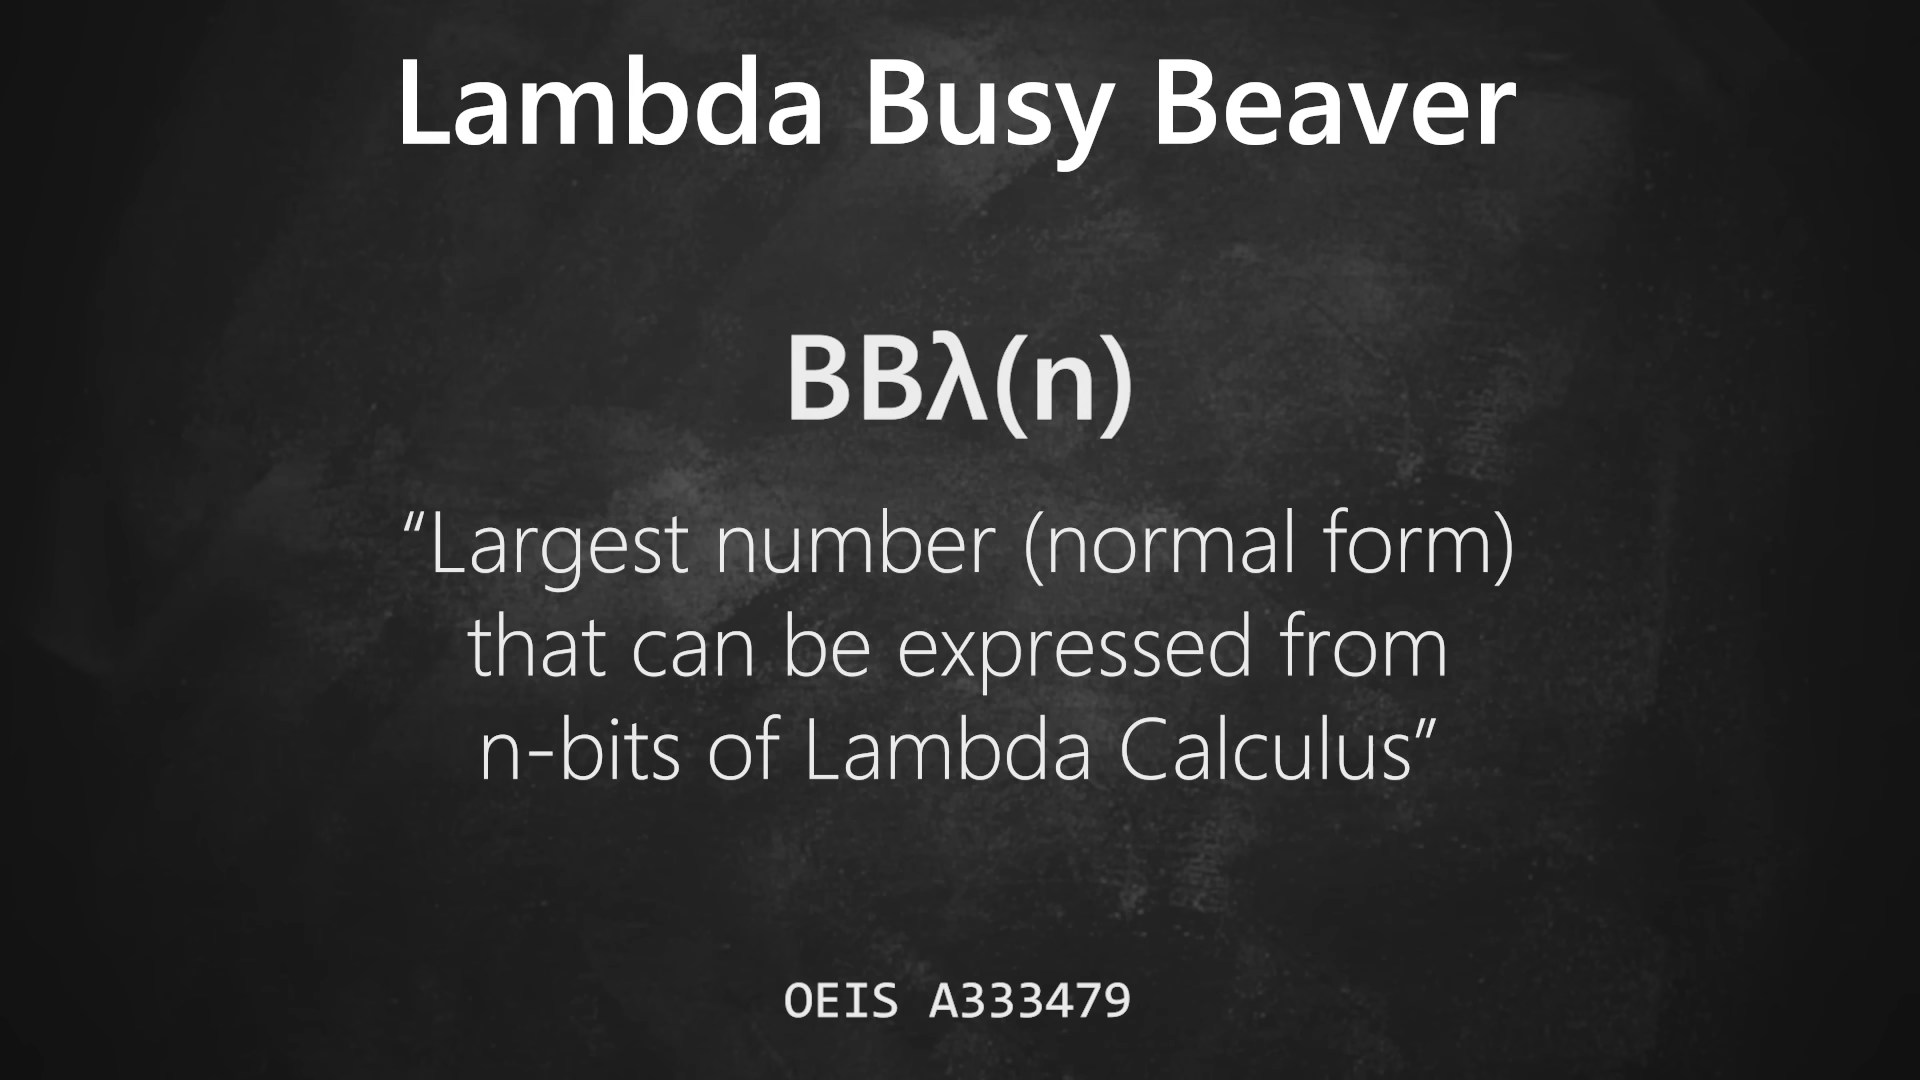 Lambda Busy Beaver
BBλ(n)
“Largest number (normal form)
that can be expressed from
n-bits of Lambda Calculus”
OEIS A333479